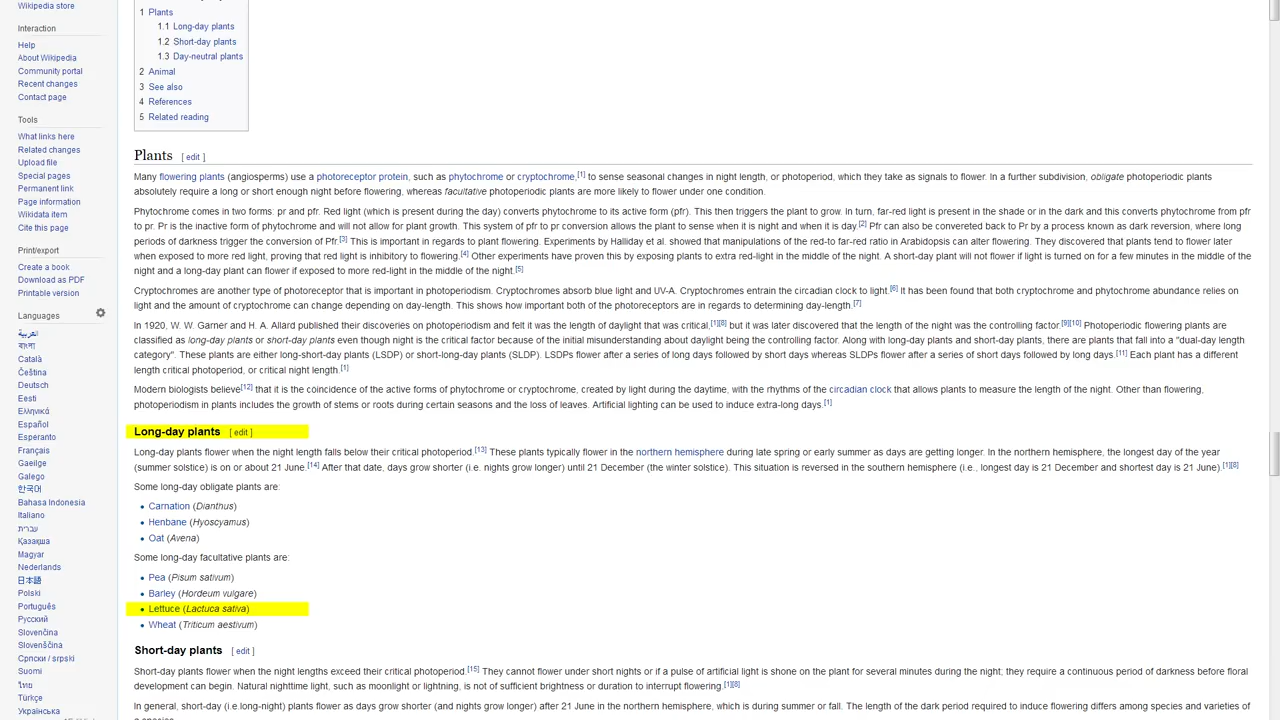 Wikipedia store
Interaction
Help
About Wikipedia
Community portal
Recent changes
Contact page
Tools
What links here
Related changes
Upload file
Special pages
Permanent link
Page information
Wikidata item
Cite this page
Print/export
Create a book
Download as PDF
Printable version
Languages
العربية
বাংলা
Català
Čeština
Deutsch
Eesti
Ελληνικά
Español
Esperanto
Français
Gaeilge
Galego
한국어
Bahasa Indonesia
Italiano
עברית
Қазақша
Magyar
Nederlands
日本語
Polski
Português
Русский
Slovenčina
Slovenščina
Српски / srpski
Suomi
ไทย
Türkçe
Українська
1 Plants
1.1 Long-day plants
1.2 Short-day plants
1.3 Day-neutral plants
2 Animal
3 See also
4 References
5 Related reading
Plants [ edit ]
Many flowering plants (angiosperms) use a photoreceptor protein, such as phytochrome or cryptochrome,[1] to sense seasonal changes in night length, or photoperiod, which they take as signals to flower. In a further subdivision, obligate photoperiodic plants
absolutely require a long or short enough night before flowering, whereas facultative photoperiodic plants are more likely to flower under one condition.
Phytochrome comes in two forms: pr and pfr. Red light (which is present during the day) converts phytochrome to its active form (pfr). This then triggers the plant to grow. In turn, far-red light is present in the shade or in the dark and this converts phytochrome from pfr
to pr. Pr is the inactive form of phytochrome and will not allow for plant growth. This system of pfr to pr conversion allows the plant to sense when it is night and when it is day.[2] Pfr can also be convereted back to Pr by a process known as dark reversion, where long
periods of darkness trigger the conversion of Pfr.[3] This is important in regards to plant flowering. Experiments by Halliday et al. showed that manipulations of the red-to far-red ratio in Arabidopsis can alter flowering. They discovered that plants tend to flower later
when exposed to more red light, proving that red light is inhibitory to flowering.[4] Other experiments have proven this by exposing plants to extra red-light in the middle of the night. A short-day plant will not flower if light is turned on for a few minutes in the middle of the
night and a long-day plant can flower if exposed to more red-light in the middle of the night.[5]
Cryptochromes are another type of photoreceptor that is important in photoperiodism. Cryptochromes absorb blue light and UV-A. Cryptochromes entrain the circadian clock to light.[6] It has been found that both cryptochrome and phytochrome abundance relies on
light and the amount of cryptochrome can change depending on day-length. This shows how important both of the photoreceptors are in regards to determining day-length.[7]
In 1920, W. W. Garner and H. A. Allard published their discoveries on photoperiodism and felt it was the length of daylight that was critical,[1][8] but it was later discovered that the length of the night was the controlling factor.[9][10] Photoperiodic flowering plants are
classified as long-day plants or short-day plants even though night is the critical factor because of the initial misunderstanding about daylight being the controlling factor. Along with long-day plants and short-day plants, there are plants that fall into a "dual-day length
category". These plants are either long-short-day plants (LSDP) or short-long-day plants (SLDP). LSDPs flower after a series of long days followed by short days whereas SLDPs flower after a series of short days followed by long days.[11] Each plant has a different
length critical photoperiod, or critical night length.[1]
Modern biologists believe[12] that it is the coincidence of the active forms of phytochrome or cryptochrome, created by light during the daytime, with the rhythms of the circadian clock that allows plants to measure the length of the night. Other than flowering,
photoperiodism in plants includes the growth of stems or roots during certain seasons and the loss of leaves. Artificial lighting can be used to induce extra-long days.[1]
Long-day plants [ edit ]
Long-day plants flower when the night length falls below their critical photoperiod.[13] These plants typically flower in the northern hemisphere during late spring or early summer as days are getting longer. In the northern hemisphere, the longest day of the year
(summer solstice) is on or about 21 June.[14] After that date, days grow shorter (i.e. nights grow longer) until 21 December (the winter solstice). This situation is reversed in the southern hemisphere (i.e., longest day is 21 December and shortest day is 21 June).[1][8]
Some long-day obligate plants are:
• Carnation (Dianthus)
• Henbane (Hyoscyamus)
• Oat (Avena)
Some long-day facultative plants are:
• Pea (Pisum sativum)
• Barley (Hordeum vulgare)
• Lettuce (Lactuca sativa)
• Wheat (Triticum aestivum)
Short-day plants [ edit ]
Short-day plants flower when the night lengths exceed their critical photoperiod.[15] They cannot flower under short nights or if a pulse of artificial light is shone on the plant for several minutes during the night; they require a continuous period of darkness before floral
development can begin. Natural nighttime light, such as moonlight or lightning, is not of sufficient brightness or duration to interrupt flowering.[1][8]
In general, short-day (i.e.long-night) plants flower as days grow shorter (and nights grow longer) after 21 June in the northern hemisphere, which is during summer or fall. The length of the dark period required to induce flowering differs among species and varieties of
a species.